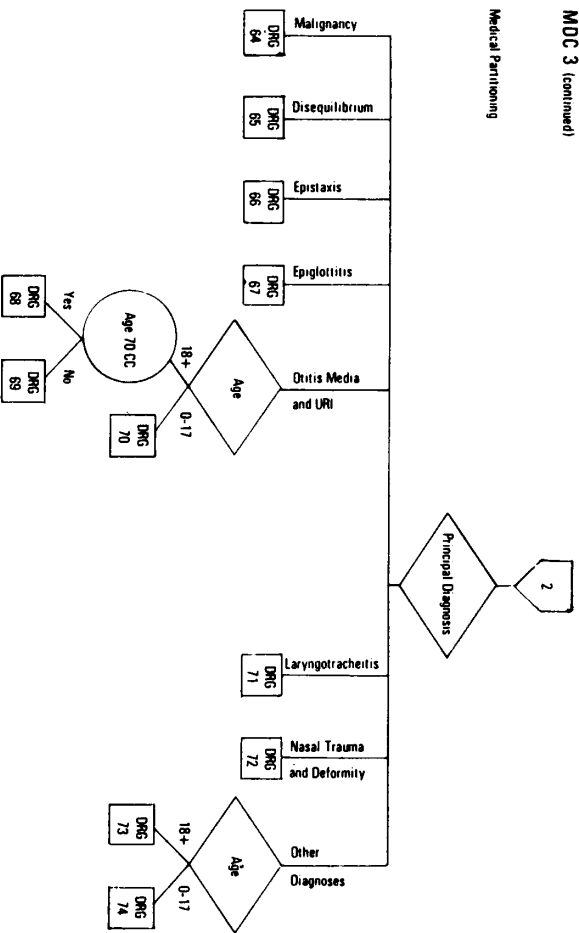 MDC 3 (continued)
Medical Partitioning
2
Principal Diagnosis
Malignancy
DRG
64
Disequilibrium
DRG
65
Epistaxis
DRG
66
Epiglottitis
DRG
67
Otitis Media
and URI
Age
18+
0-17
Age 70 CC
DRG
70
Yes
No
DRG
68
DRG
69
Laryngotracheitis
DRG
71
Nasal Trauma
and Deformity
DRG
72
Other
Diagnoses
Age
18+
0-17
DRG
73
DRG
74